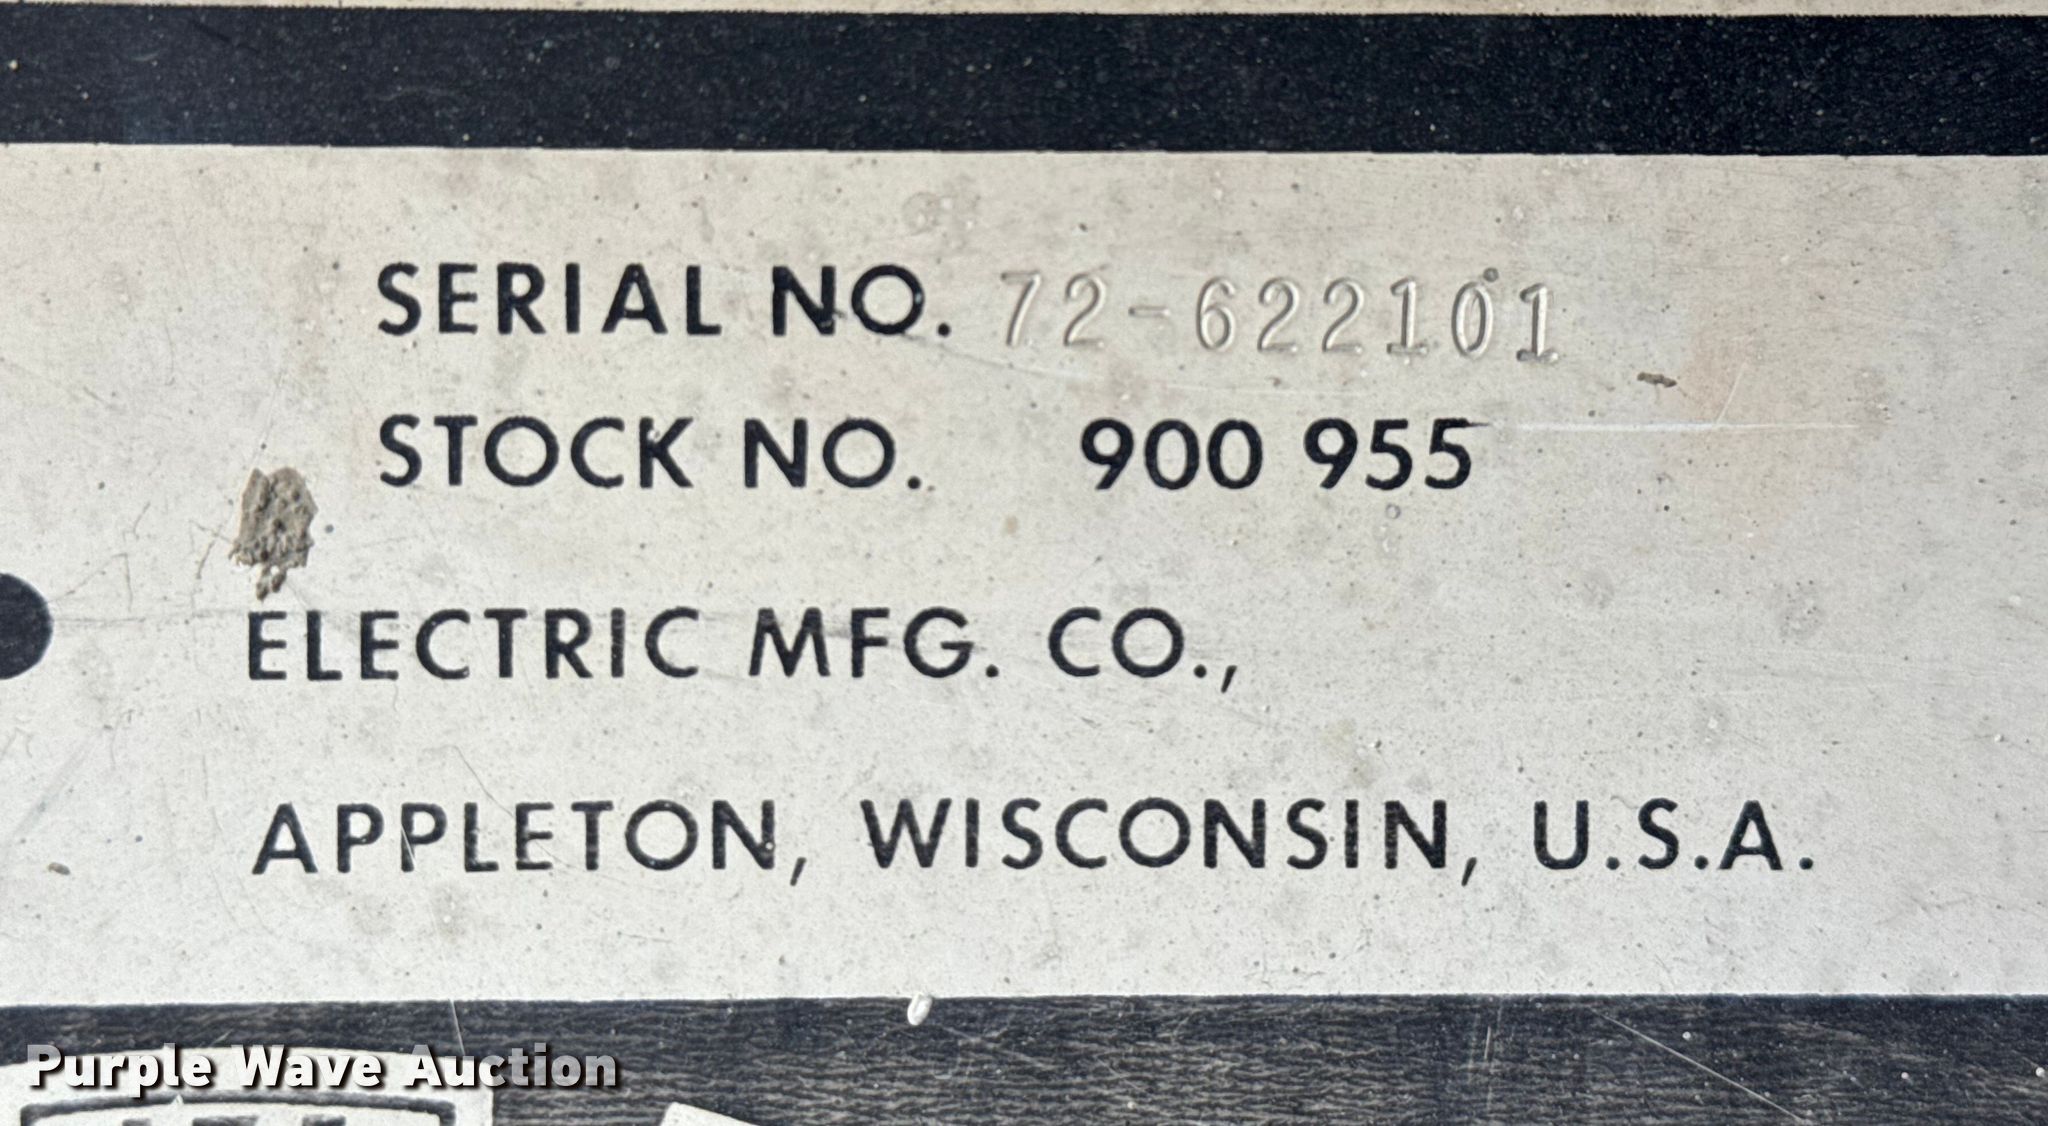 SERIAL NO. 72-622101
STOCK NO. 900 955
ELECTRIC MFG. CO.,
APPLETON, WISCONSIN, U.S.A.
Purple Wave Auction